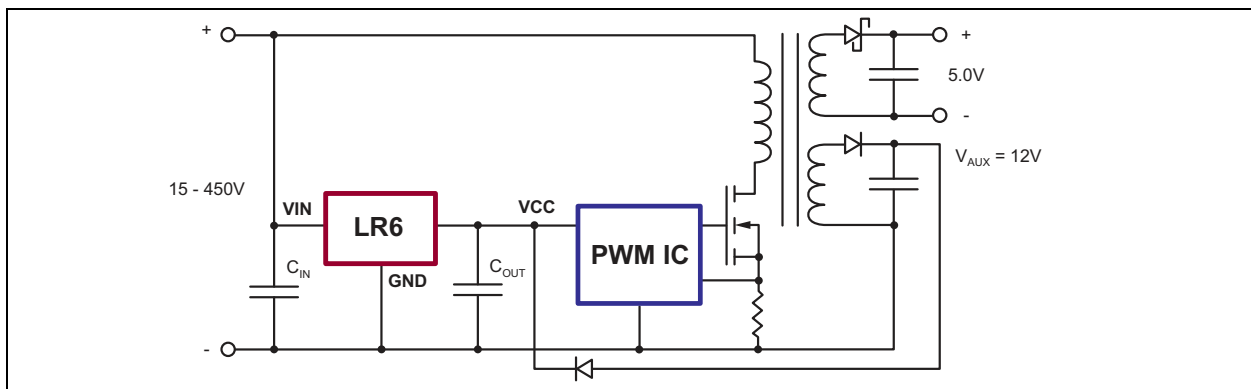 +
+
5.0V
-
V_AUX = 12V
15 - 450V
VIN
LR6
VCC
PWM IC
C_IN
GND
C_OUT
-